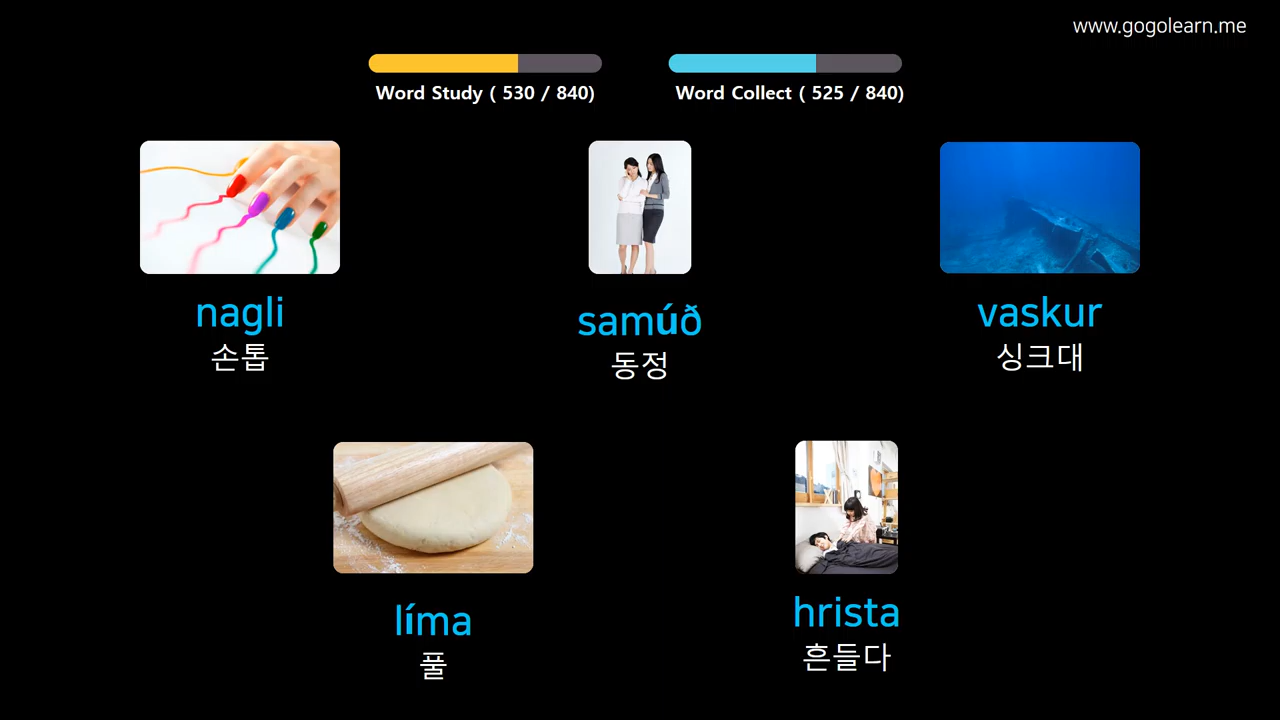 www.gogolearn.me
Word Study ( 530 / 840)
Word Collect ( 525 / 840)
nagli
손톱
samúð
동정
vaskur
싱크대
líma
풀
hrista
흔들다